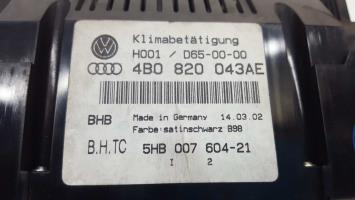 Klimabetätigung
H001 / D65-00-00
4B0 820 043AE
BHB Made in Germany 14.03.02
Farbe:satinschwarz B98
B.H.TC 5HB 007 604-21
1 2